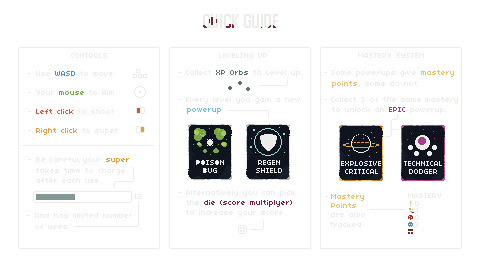 QUICK GUIDE
CONTROLS
- Use WASD to move
- Your mouse to aim
- Left click to shoot
- Right click to super
- Be careful, your super
takes time to charge
after each use.
- And has limited number
of uses
LEVELING UP
- Collect XP Orbs to level up
- Every level you gain a new
powerup
POISON
BUG
REGEN
SHIELD
- Alternatively you can pick
the die (score multiplyer)
to increase your score.
MASTERY SYSTEM
- Some powerups give mastery
points, some do not.
- Collect 3 of the same mastery
to unlock an EPIC powerup
EXPLOSIVE
CRITICAL
TECHNICAL
DODGER
- Mastery
Points
are also
tracked
MASTERY